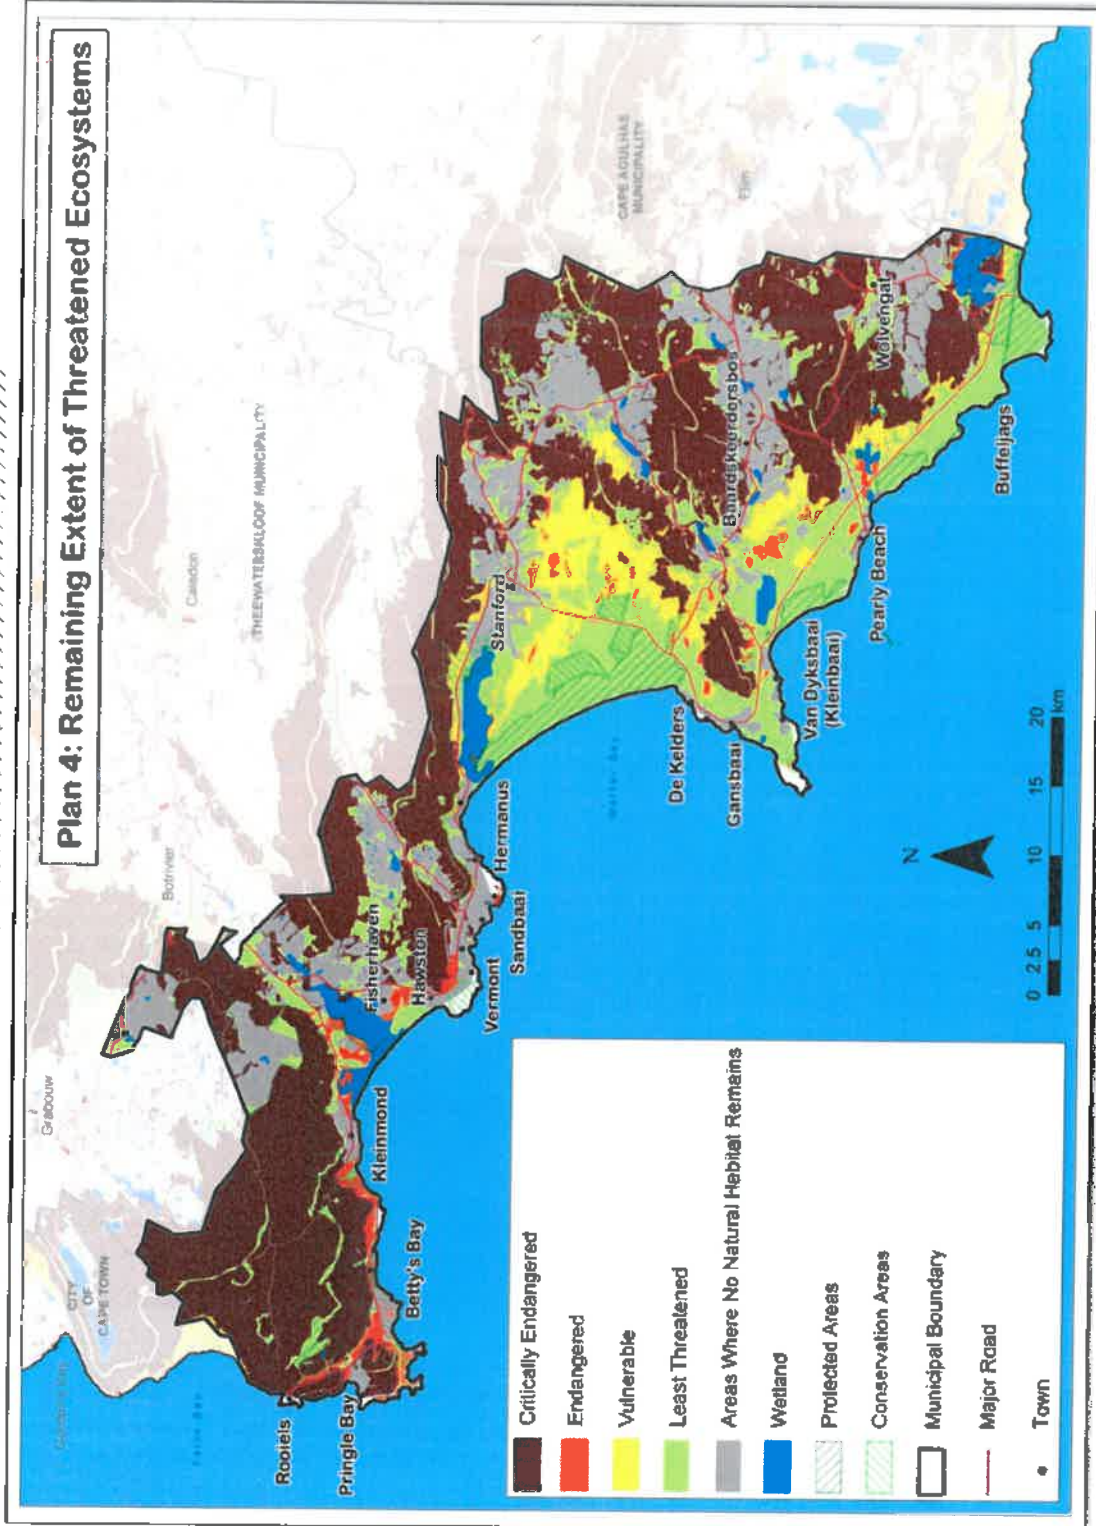 Plan 4: Remaining Extent of Threatened Ecosystems
Grabouw
Botrivier
Caledon
THEEWATERSKLOOF MUNICIPALITY
CAPE AGULHAS
MUNICIPALITY
Elim
CITY
OF
CAPE TOWN
Rooiels
Pringle Bay
Betty's Bay
Kleinmond
Fisherhaven
Hawston
Vermont
Sandbaai
Hermanus
Stanford
De Kelders
Gansbaai
Van Dyksbaai
(Kleinbaai)
Baardskeerdersbos
Pearly Beach
Wolvengat
Buffeljags
N
0 2.5 5 10 15 20
km
Critically Endangered
Endangered
Vulnerable
Least Threatened
Areas Where No Natural Habitat Remains
Wetland
Protected Areas
Conservation Areas
Municipal Boundary
Major Road
Town